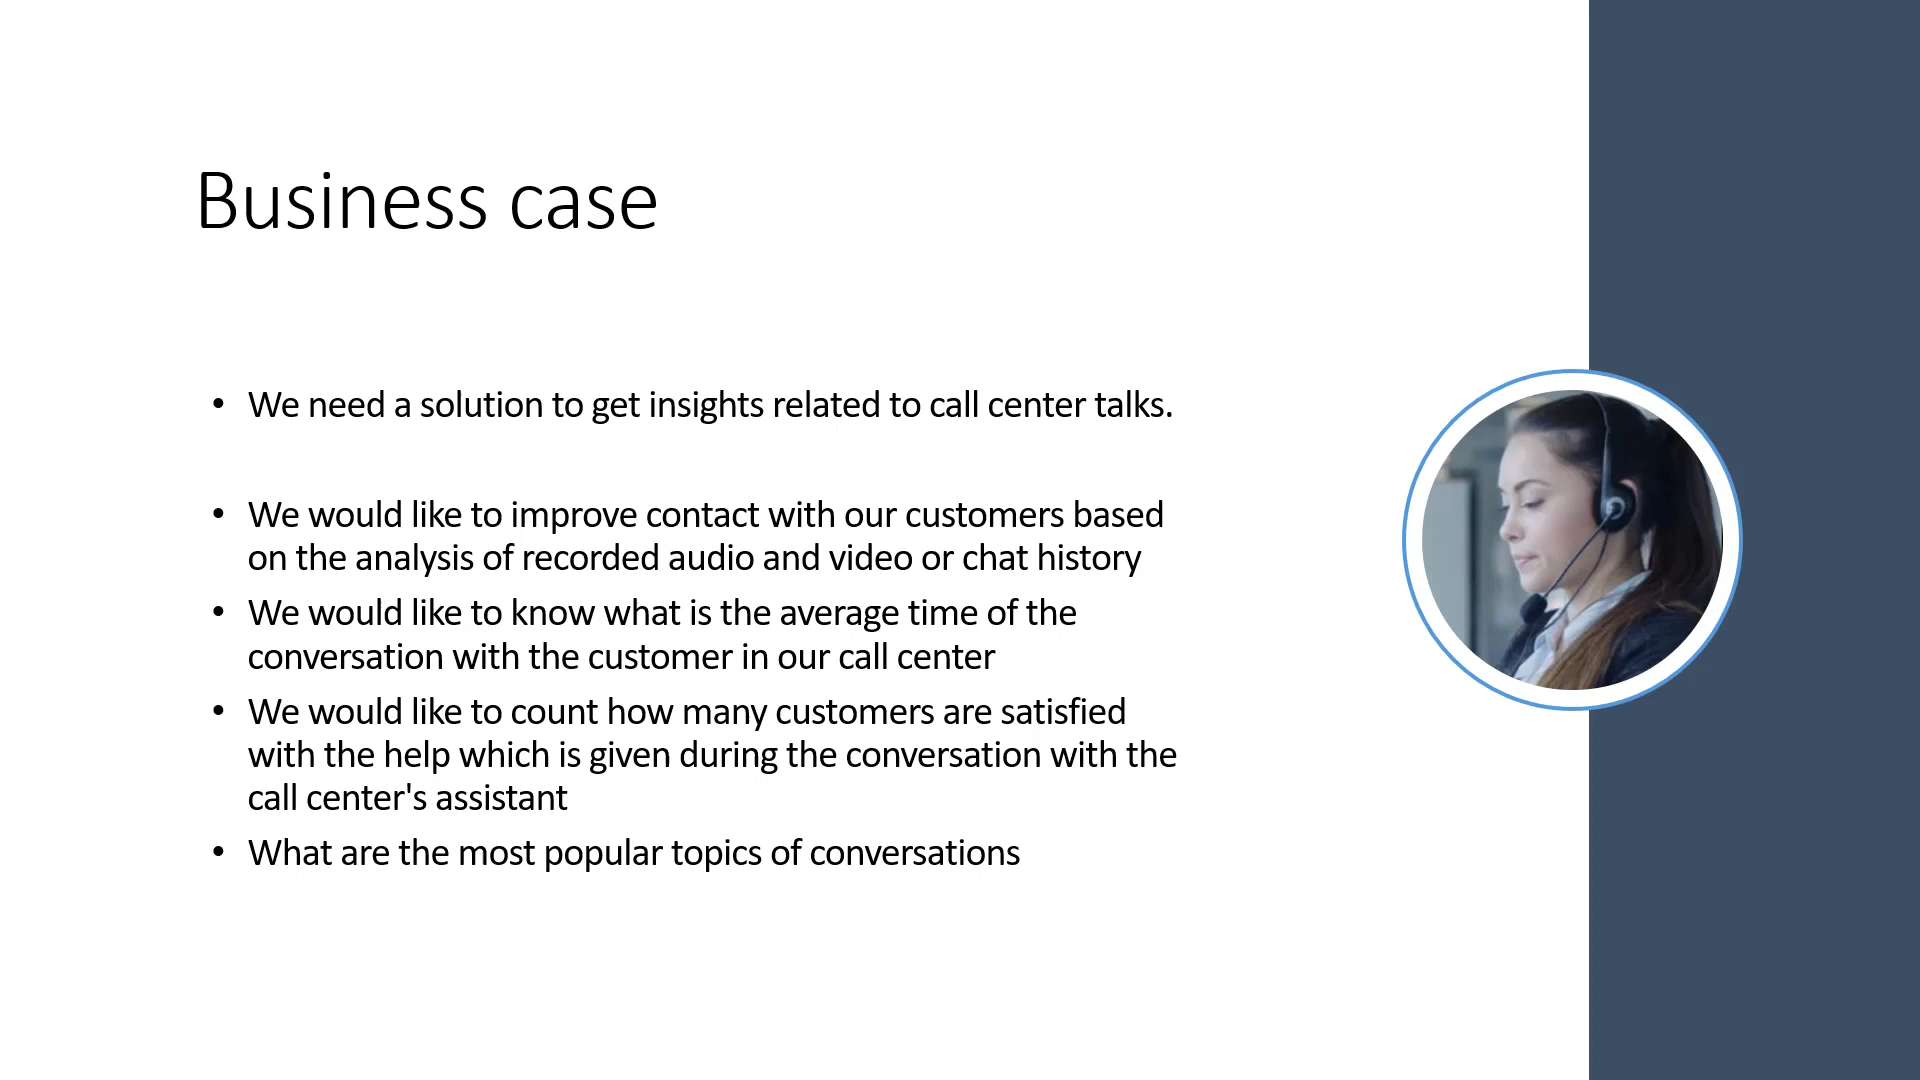 Business case
• We need a solution to get insights related to call center talks.
• We would like to improve contact with our customers based
on the analysis of recorded audio and video or chat history
• We would like to know what is the average time of the
conversation with the customer in our call center
• We would like to count how many customers are satisfied
with the help which is given during the conversation with the
call center's assistant
• What are the most popular topics of conversations